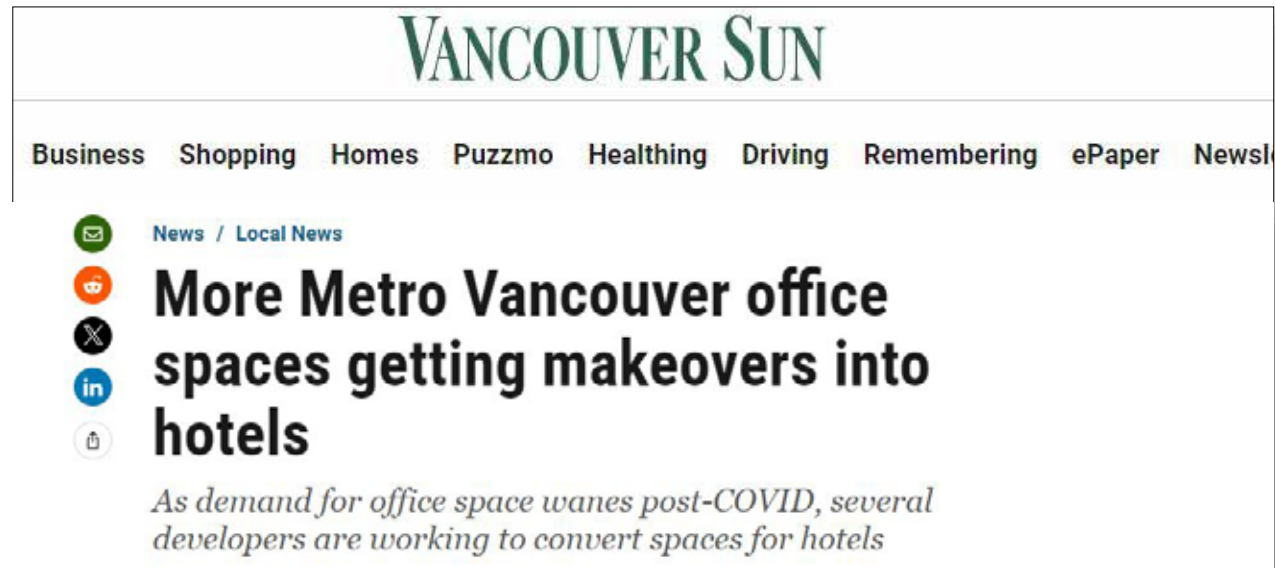 VANCOUVER SUN
Business Shopping Homes Puzzmo Healthing Driving Remembering ePaper Newsl
News / Local News
More Metro Vancouver office
spaces getting makeovers into
hotels
As demand for office space wanes post-COVID, several
developers are working to convert spaces for hotels